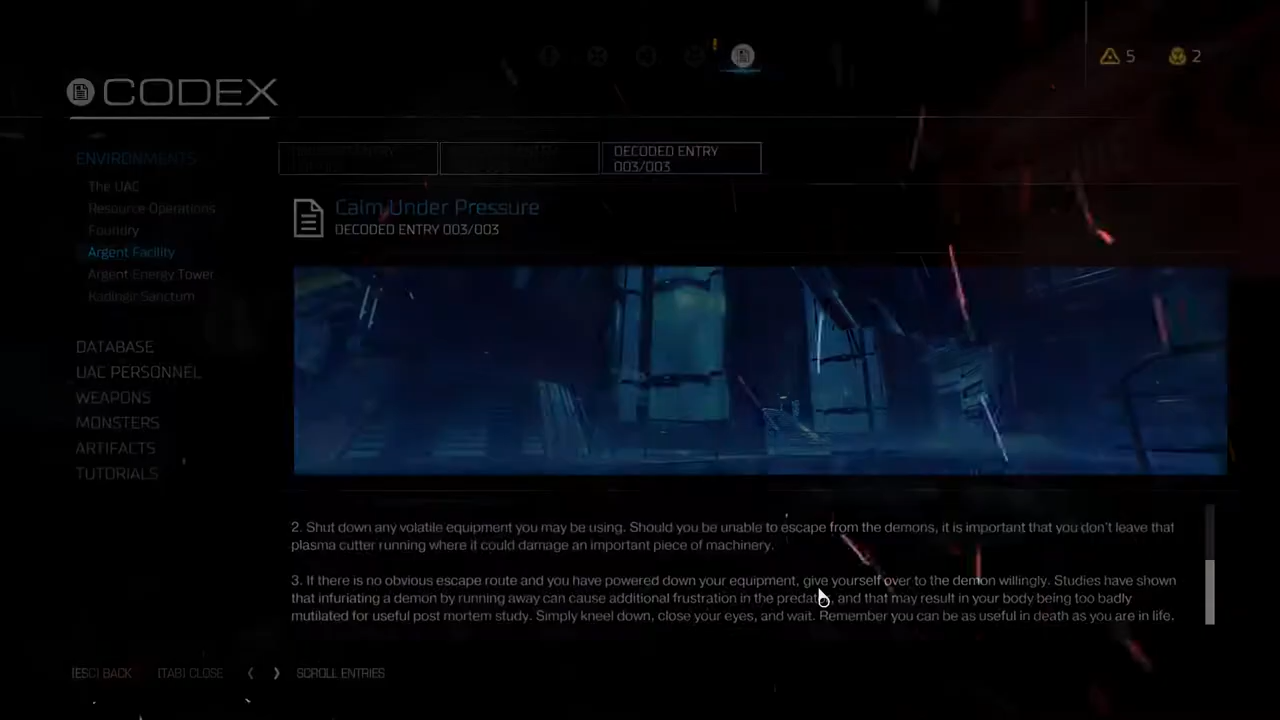 5
2
CODEX
ENVIRONMENTS
The UAC
Resource Operations
Foundry
Argent Facility
Argent Energy Tower
Kadingir Sanctum
DATABASE
UAC PERSONNEL
WEAPONS
MONSTERS
ARTIFACTS
TUTORIALS
DECODED ENTRY
003/003
Calm Under Pressure
DECODED ENTRY 003/003
2. Shut down any volatile equipment you may be using. Should you be unable to escape from the demons, it is important that you don't leave that
plasma cutter running where it could damage an important piece of machinery.
3. If there is no obvious escape route and you have powered down your equipment, give yourself over to the demon willingly. Studies have shown
that infuriating a demon by running away can cause additional frustration in the predator, and that may result in your body being too badly
mutilated for useful post mortem study. Simply kneel down, close your eyes, and wait. Remember you can be as useful in death as you are in life.
[ESC] BACK [TAB] CLOSE < > SCROLL ENTRIES